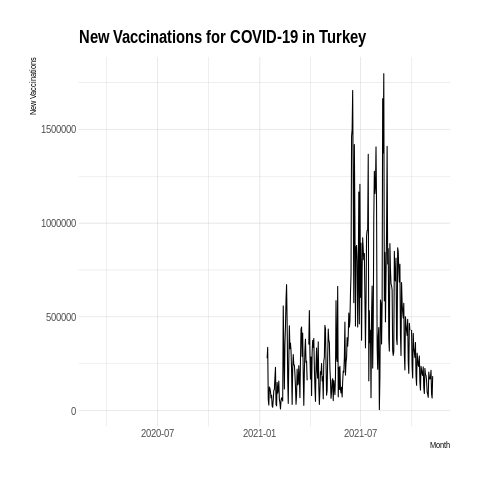 New Vaccinations for COVID-19 in Turkey
New Vaccinations
1500000
1000000
500000
0
2020-07 2021-01 2021-07
Month